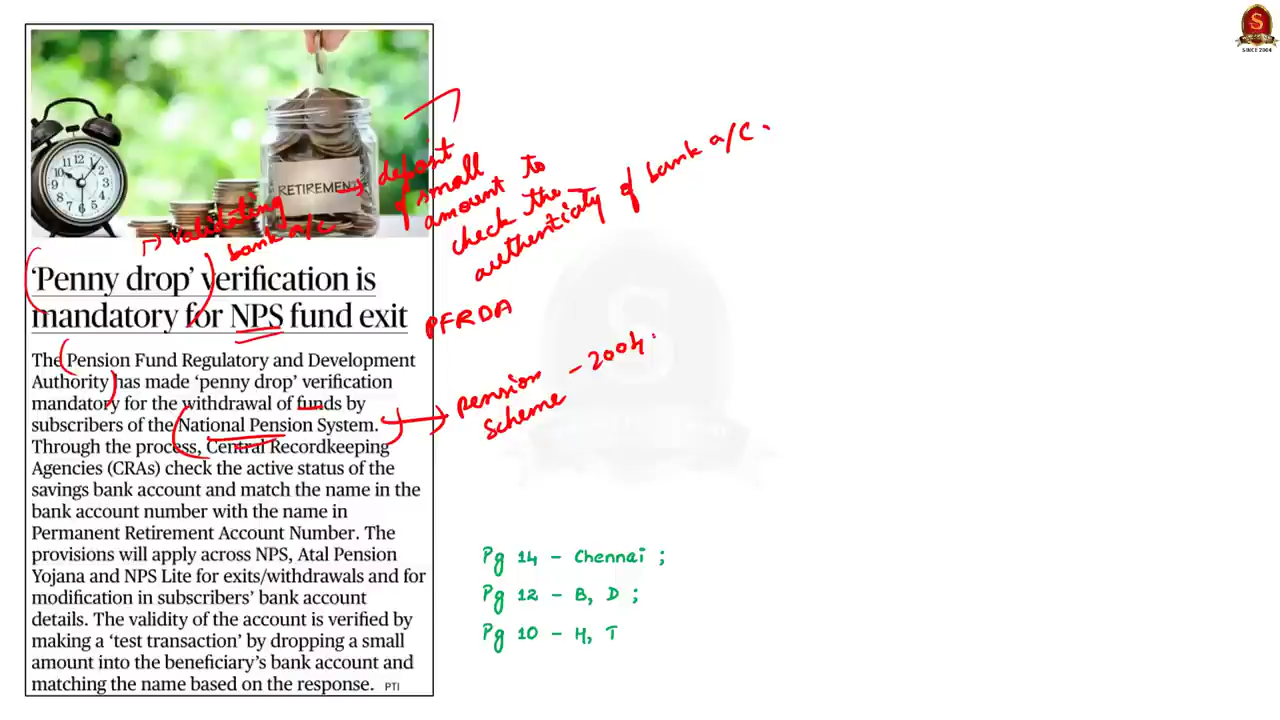 SINCE 2004
RETIREMENT
→ validating
bank a/c
→ deposit
of small
amount to
check the
authenticity of bank a/c.
'Penny drop' verification is
mandatory for NPS fund exit
PFRDA
The Pension Fund Regulatory and Development
Authority has made 'penny drop' verification
mandatory for the withdrawal of funds by
subscribers of the National Pension System.
Through the process, Central Recordkeeping
Agencies (CRAs) check the active status of the
savings bank account and match the name in the
bank account number with the name in
Permanent Retirement Account Number. The
provisions will apply across NPS, Atal Pension
Yojana and NPS Lite for exits/withdrawals and for
modification in subscribers' bank account
details. The validity of the account is verified by
making a 'test transaction' by dropping a small
amount into the beneficiary's bank account and
matching the name based on the response. PTI
pension - 2004.
scheme
Pg 14 - Chennai ;
Pg 12 - B, D ;
Pg 10 - H, T